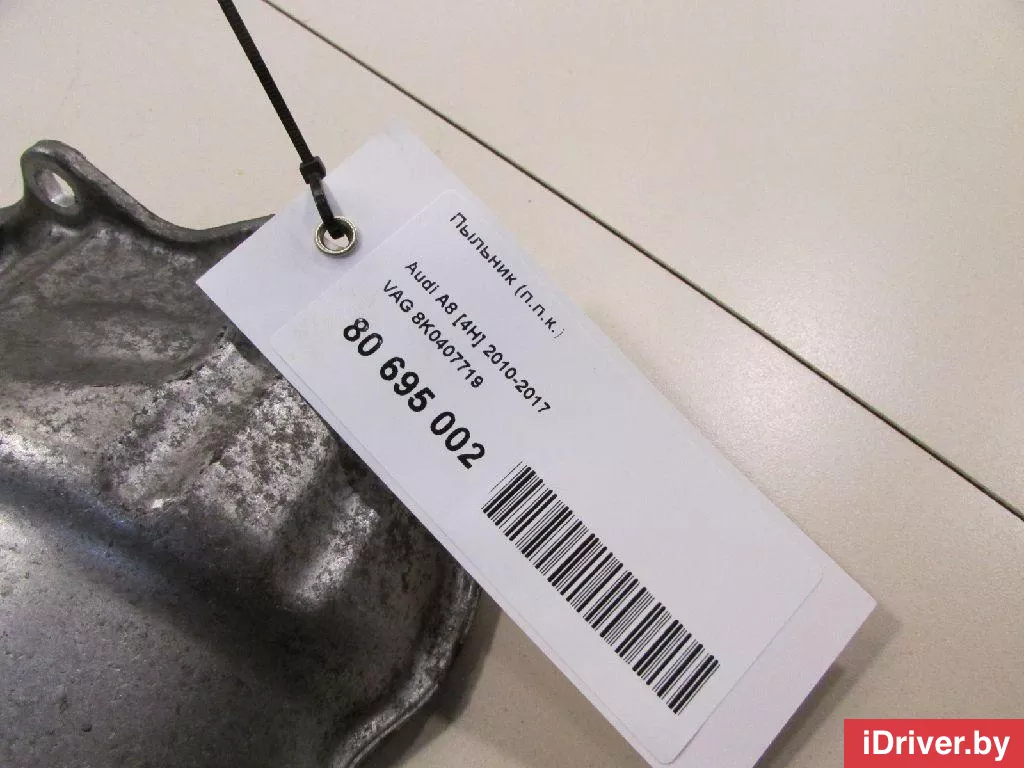 Пыльник (п.п.к.)
Audi A8 [4H] 2010-2017
VAG 8K0407719
80 695 002
iDriver.by